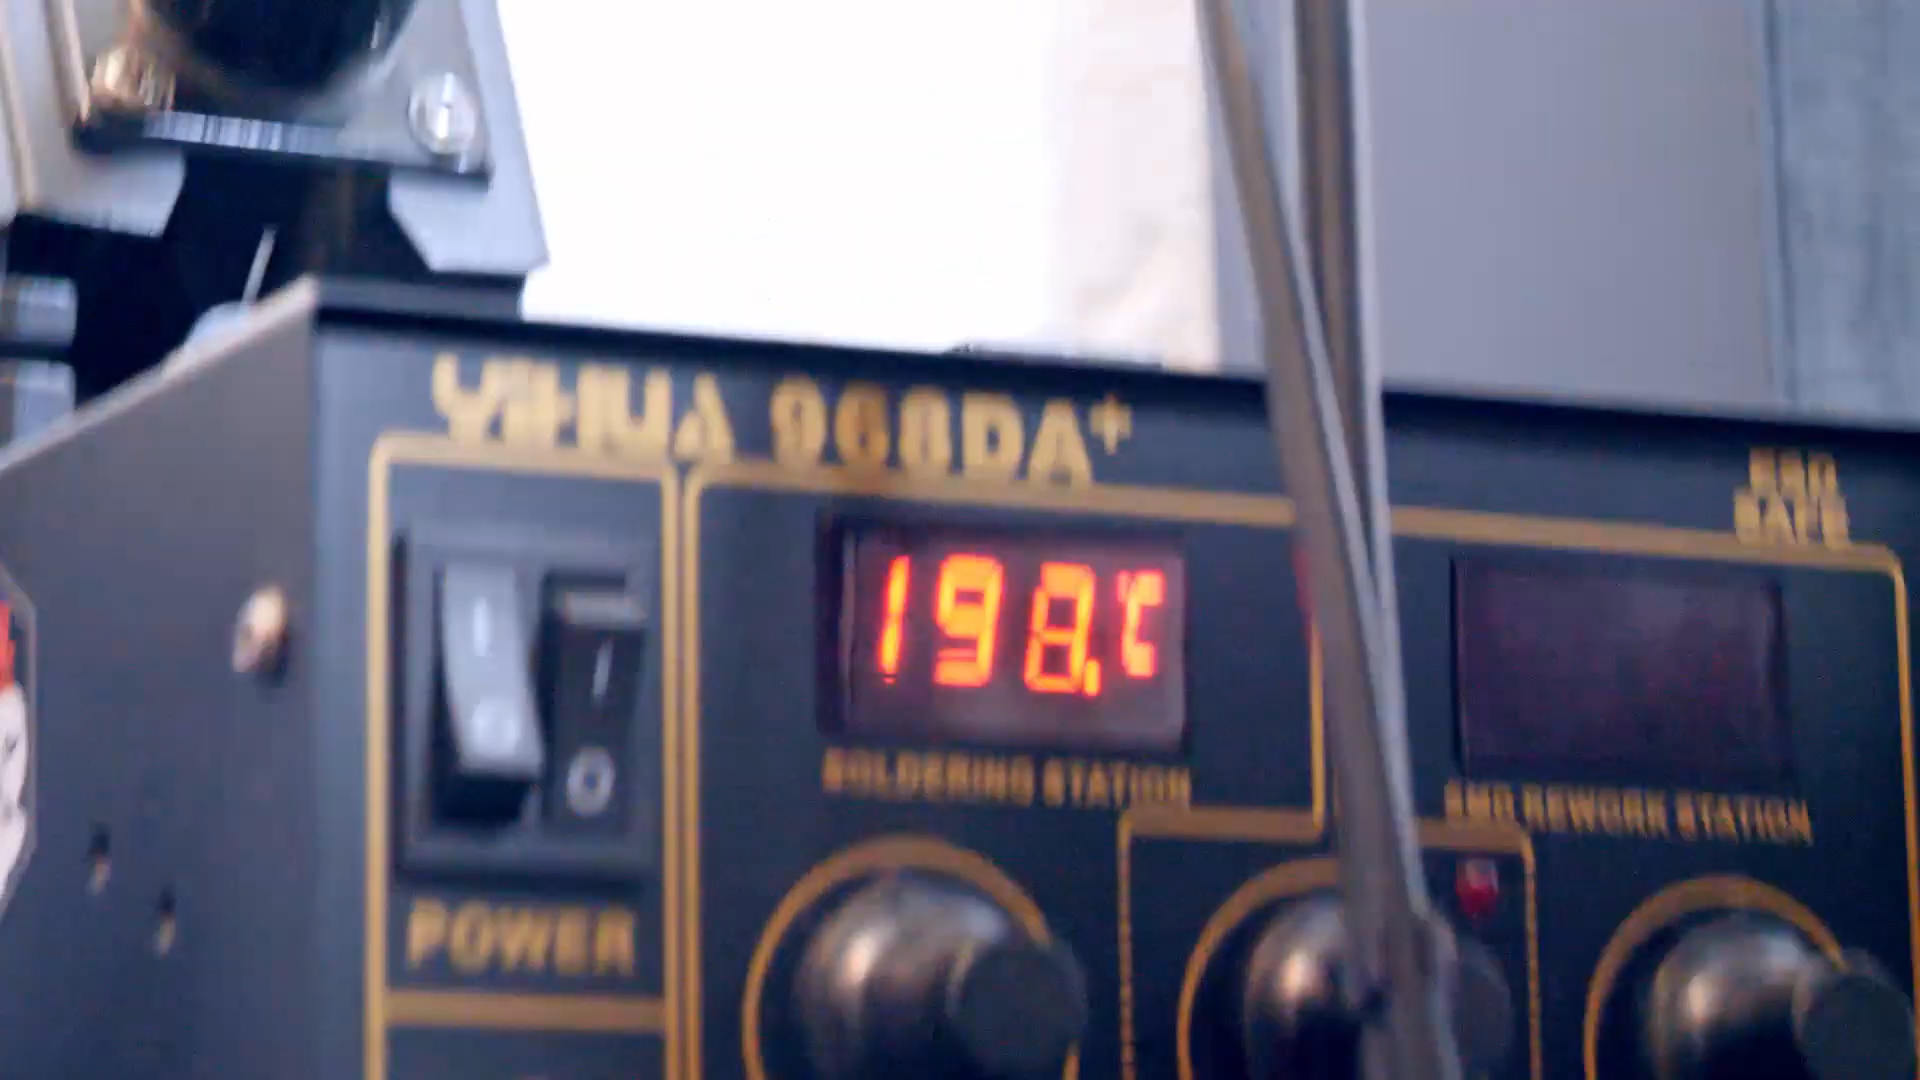 YIHUA 968DA+
ESD
SAFE
198.°C
SOLDERING STATION
SMD REWORK STATION
POWER